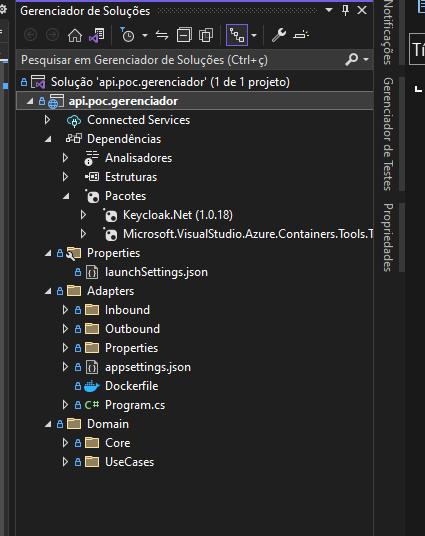 Gerenciador de Soluções
Pesquisar em Gerenciador de Soluções (Ctrl+ç)
Solução 'api.poc.gerenciador' (1 de 1 projeto)
api.poc.gerenciador
Connected Services
Dependências
Analisadores
Estruturas
Pacotes
Keycloak.Net (1.0.18)
Microsoft.VisualStudio.Azure.Containers.Tools.T
Properties
launchSettings.json
Adapters
Inbound
Outbound
Properties
appsettings.json
Dockerfile
C# Program.cs
Domain
Core
UseCases
Notificações
Gerenciador de Testes
Propriedades